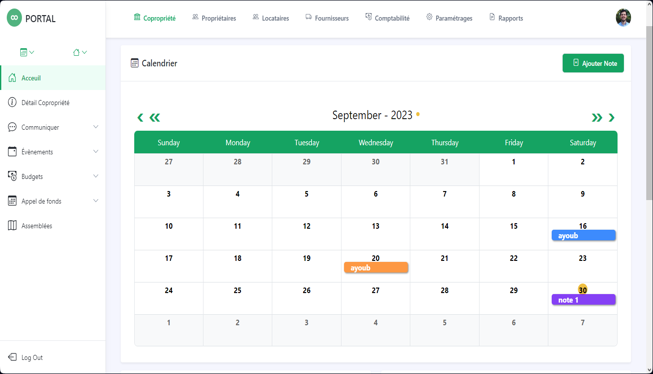 PORTAL
Copropriété Propriétaires Locataires Fournisseurs Comptabilité Paramètrages Rapports
Acceuil
Détail Copropriété
Communiquer
Évènements
Budgets
Appel de fonds
Assemblées
Log Out
Calendrier
Ajouter Note
September - 2023
Sunday Monday Tuesday Wednesday Thursday Friday Saturday
27 28 29 30 31 1 2
3 4 5 6 7 8 9
10 11 12 13 14 15 16
ayoub
17 18 19 20 21 22 23
ayoub
24 25 26 27 28 29 30
note 1
1 2 3 4 5 6 7